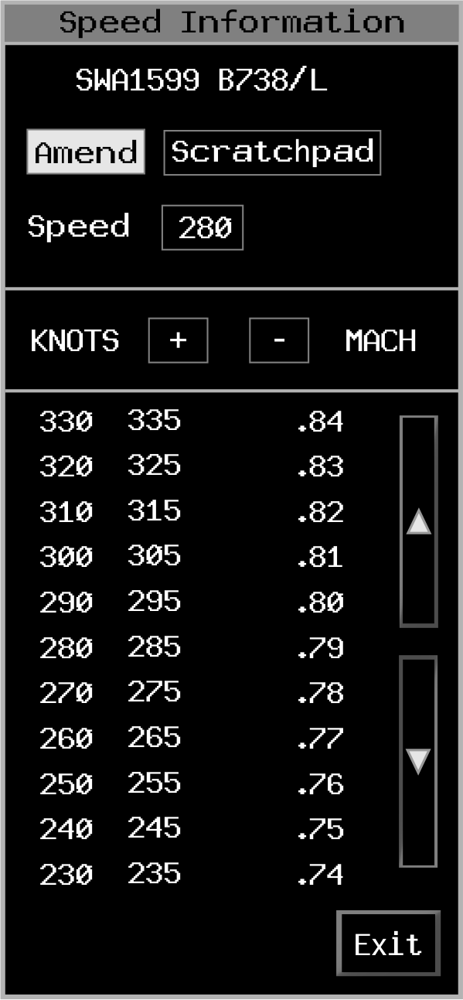 Speed Information
SWA1599 B738/L
Amend Scratchpad
Speed 280
KNOTS + - MACH
330 335 .84
320 325 .83
310 315 .82
300 305 .81
290 295 .80
280 285 .79
270 275 .78
260 265 .77
250 255 .76
240 245 .75
230 235 .74
Exit